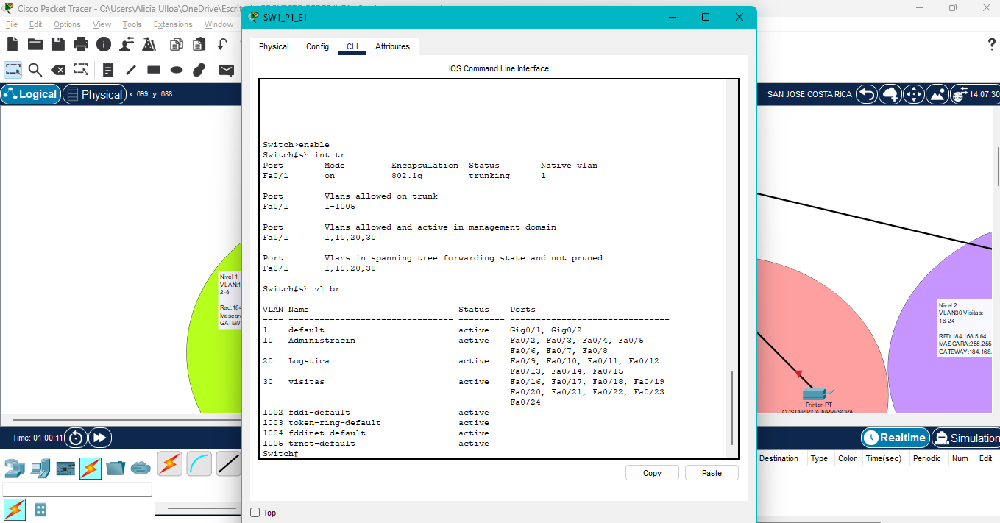 Cisco Packet Tracer - C:\Users\Alicia Ulloa\OneDrive\Escrit
SW1_P1_E1
File Edit Options View Tools Extensions Window
Physical Config CLI Attributes
IOS Command Line Interface
Logical Physical x: 699, y: 688
SAN JOSE COSTA RICA 14:07:30
Switch>enable
Switch#sh int tr
Port Mode Encapsulation Status Native vlan
Fa0/1 on 802.1q trunking 1
Port Vlans allowed on trunk
Fa0/1 1-1005
Port Vlans allowed and active in management domain
Fa0/1 1,10,20,30
Port Vlans in spanning tree forwarding state and not pruned
Fa0/1 1,10,20,30
Switch#sh vl br
VLAN Name Status Ports
---- -------------------------------- --------- -------------------------------
1 default active Gig0/1, Gig0/2
10 Administracin active Fa0/2, Fa0/3, Fa0/4, Fa0/5
Fa0/6, Fa0/7, Fa0/8
20 Logstica active Fa0/9, Fa0/10, Fa0/11, Fa0/12
Fa0/13, Fa0/14, Fa0/15
30 visitas active Fa0/16, Fa0/17, Fa0/18, Fa0/19
Fa0/20, Fa0/21, Fa0/22, Fa0/23
Fa0/24
1002 fddi-default active
1003 token-ring-default active
1004 fddinet-default active
1005 trnet-default active
Switch#
Copy Paste
Top
Nivel 1
VLAN:1
2-8
Red:184
Mascar
GATEW
Nivel 2
VLAN30 Visitas:
16-24
RED:184.168.5.64
MASCARA:255.255
GATEWAY:184.168.
Printer-PT
COSTAR RICA IMPRESORA
Time: 01:00:11
Realtime Simulation
Destination Type Color Time(sec) Periodic Num Edit